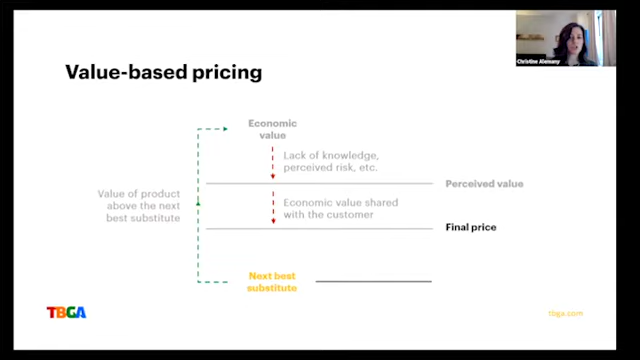 Christine Alemany
Value-based pricing
Economic
value
Lack of knowledge,
perceived risk, etc.
Perceived value
Value of product
above the next
best substitute
Economic value shared
with the customer
Final price
Next best
substitute
TBGA
tbga.com